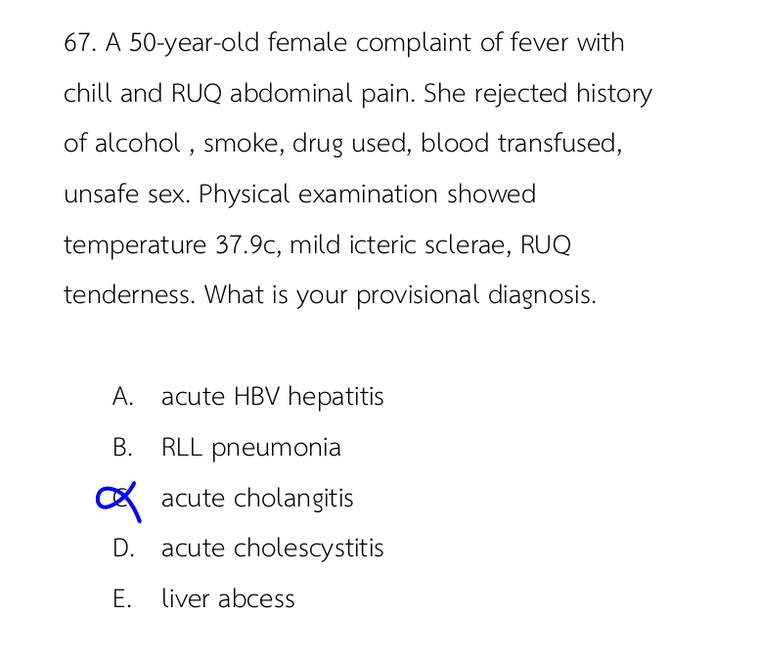 67. A 50-year-old female complaint of fever with
chill and RUQ abdominal pain. She rejected history
of alcohol , smoke, drug used, blood transfused,
unsafe sex. Physical examination showed
temperature 37.9c, mild icteric sclerae, RUQ
tenderness. What is your provisional diagnosis.
A. acute HBV hepatitis
B. RLL pneumonia
C. acute cholangitis
D. acute cholescystitis
E. liver abcess